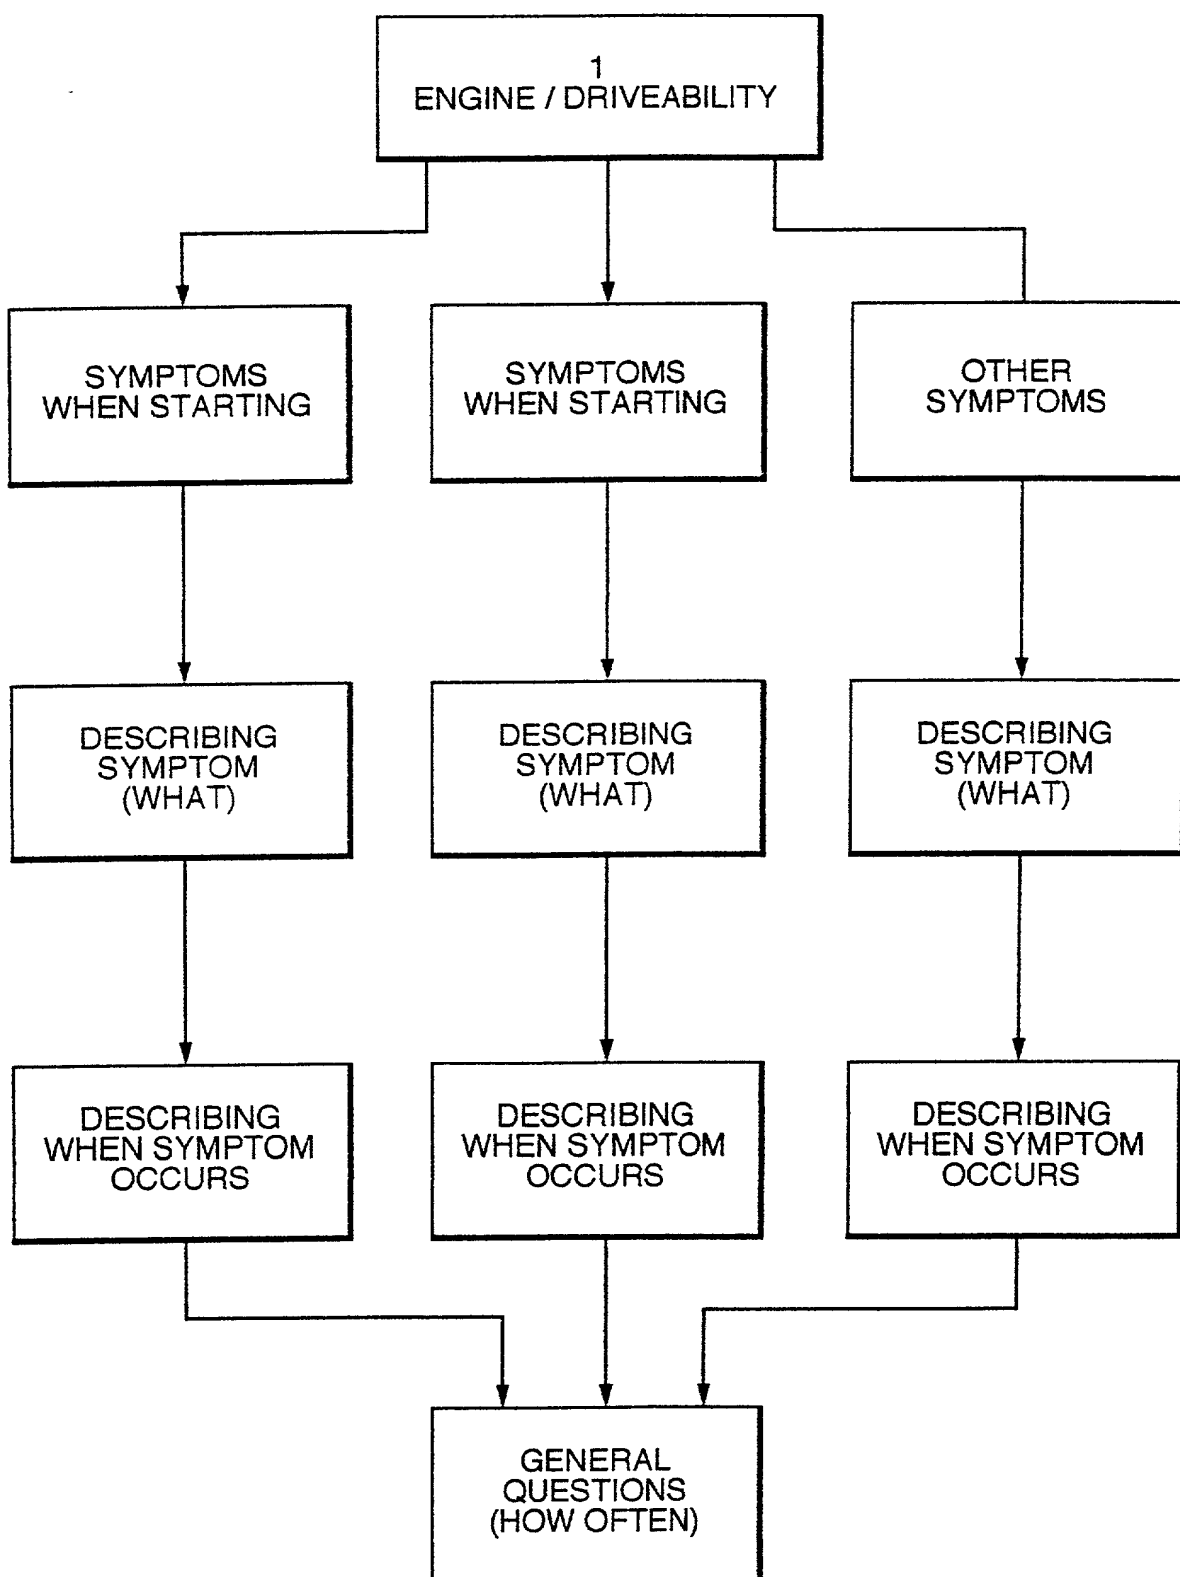 1
ENGINE / DRIVEABILITY
SYMPTOMS
WHEN STARTING
SYMPTOMS
WHEN STARTING
OTHER
SYMPTOMS
DESCRIBING
SYMPTOM
(WHAT)
DESCRIBING
SYMPTOM
(WHAT)
DESCRIBING
SYMPTOM
(WHAT)
DESCRIBING
WHEN SYMPTOM
OCCURS
DESCRIBING
WHEN SYMPTOM
OCCURS
DESCRIBING
WHEN SYMPTOM
OCCURS
GENERAL
QUESTIONS
(HOW OFTEN)